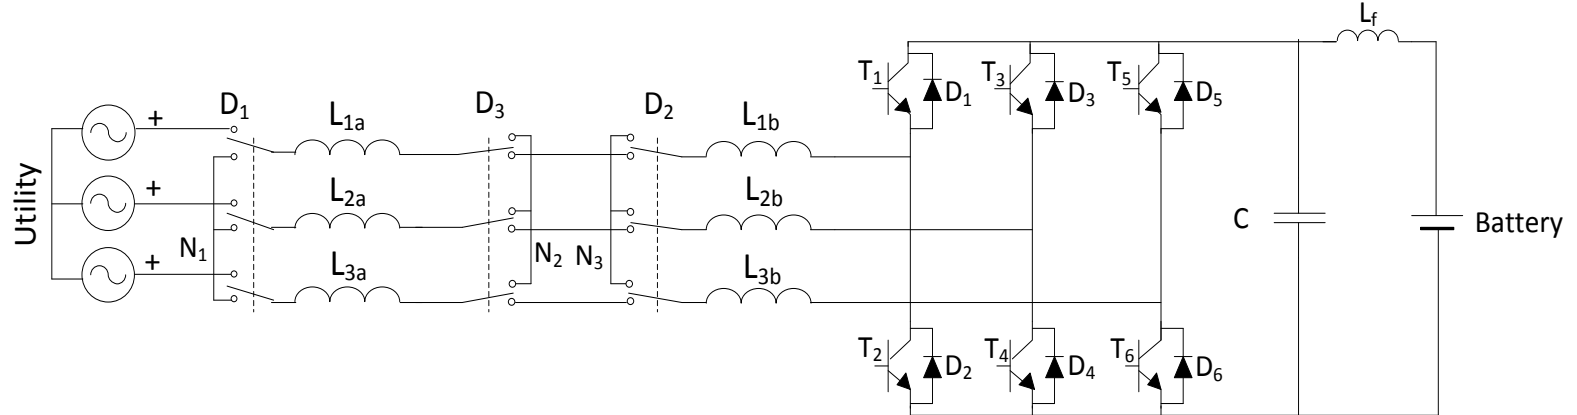 Utility
+
+
+
D1
L1a
L2a
L3a
N1
D3
N2
N3
D2
L1b
L2b
L3b
T1
D1
T3
D3
T5
D5
T2
D2
T4
D4
T6
D6
C
Lf
Battery